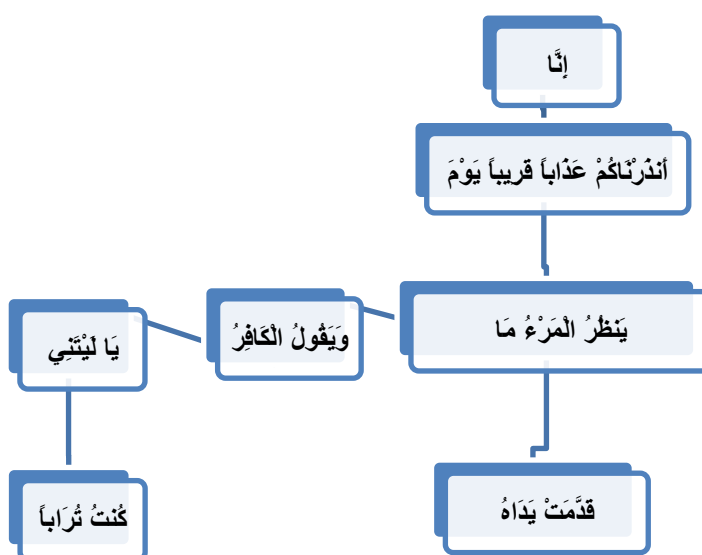 إِنَّا
أَنذَرْنَاكُمْ عَذَاباً قَرِيباً يَوْمَ
يَنظُرُ الْمَرْءُ مَا
قَدَّمَتْ يَدَاهُ
وَيَقُولُ الْكَافِرُ
يَا لَيْتَنِي
كُنتُ تُرَاباً